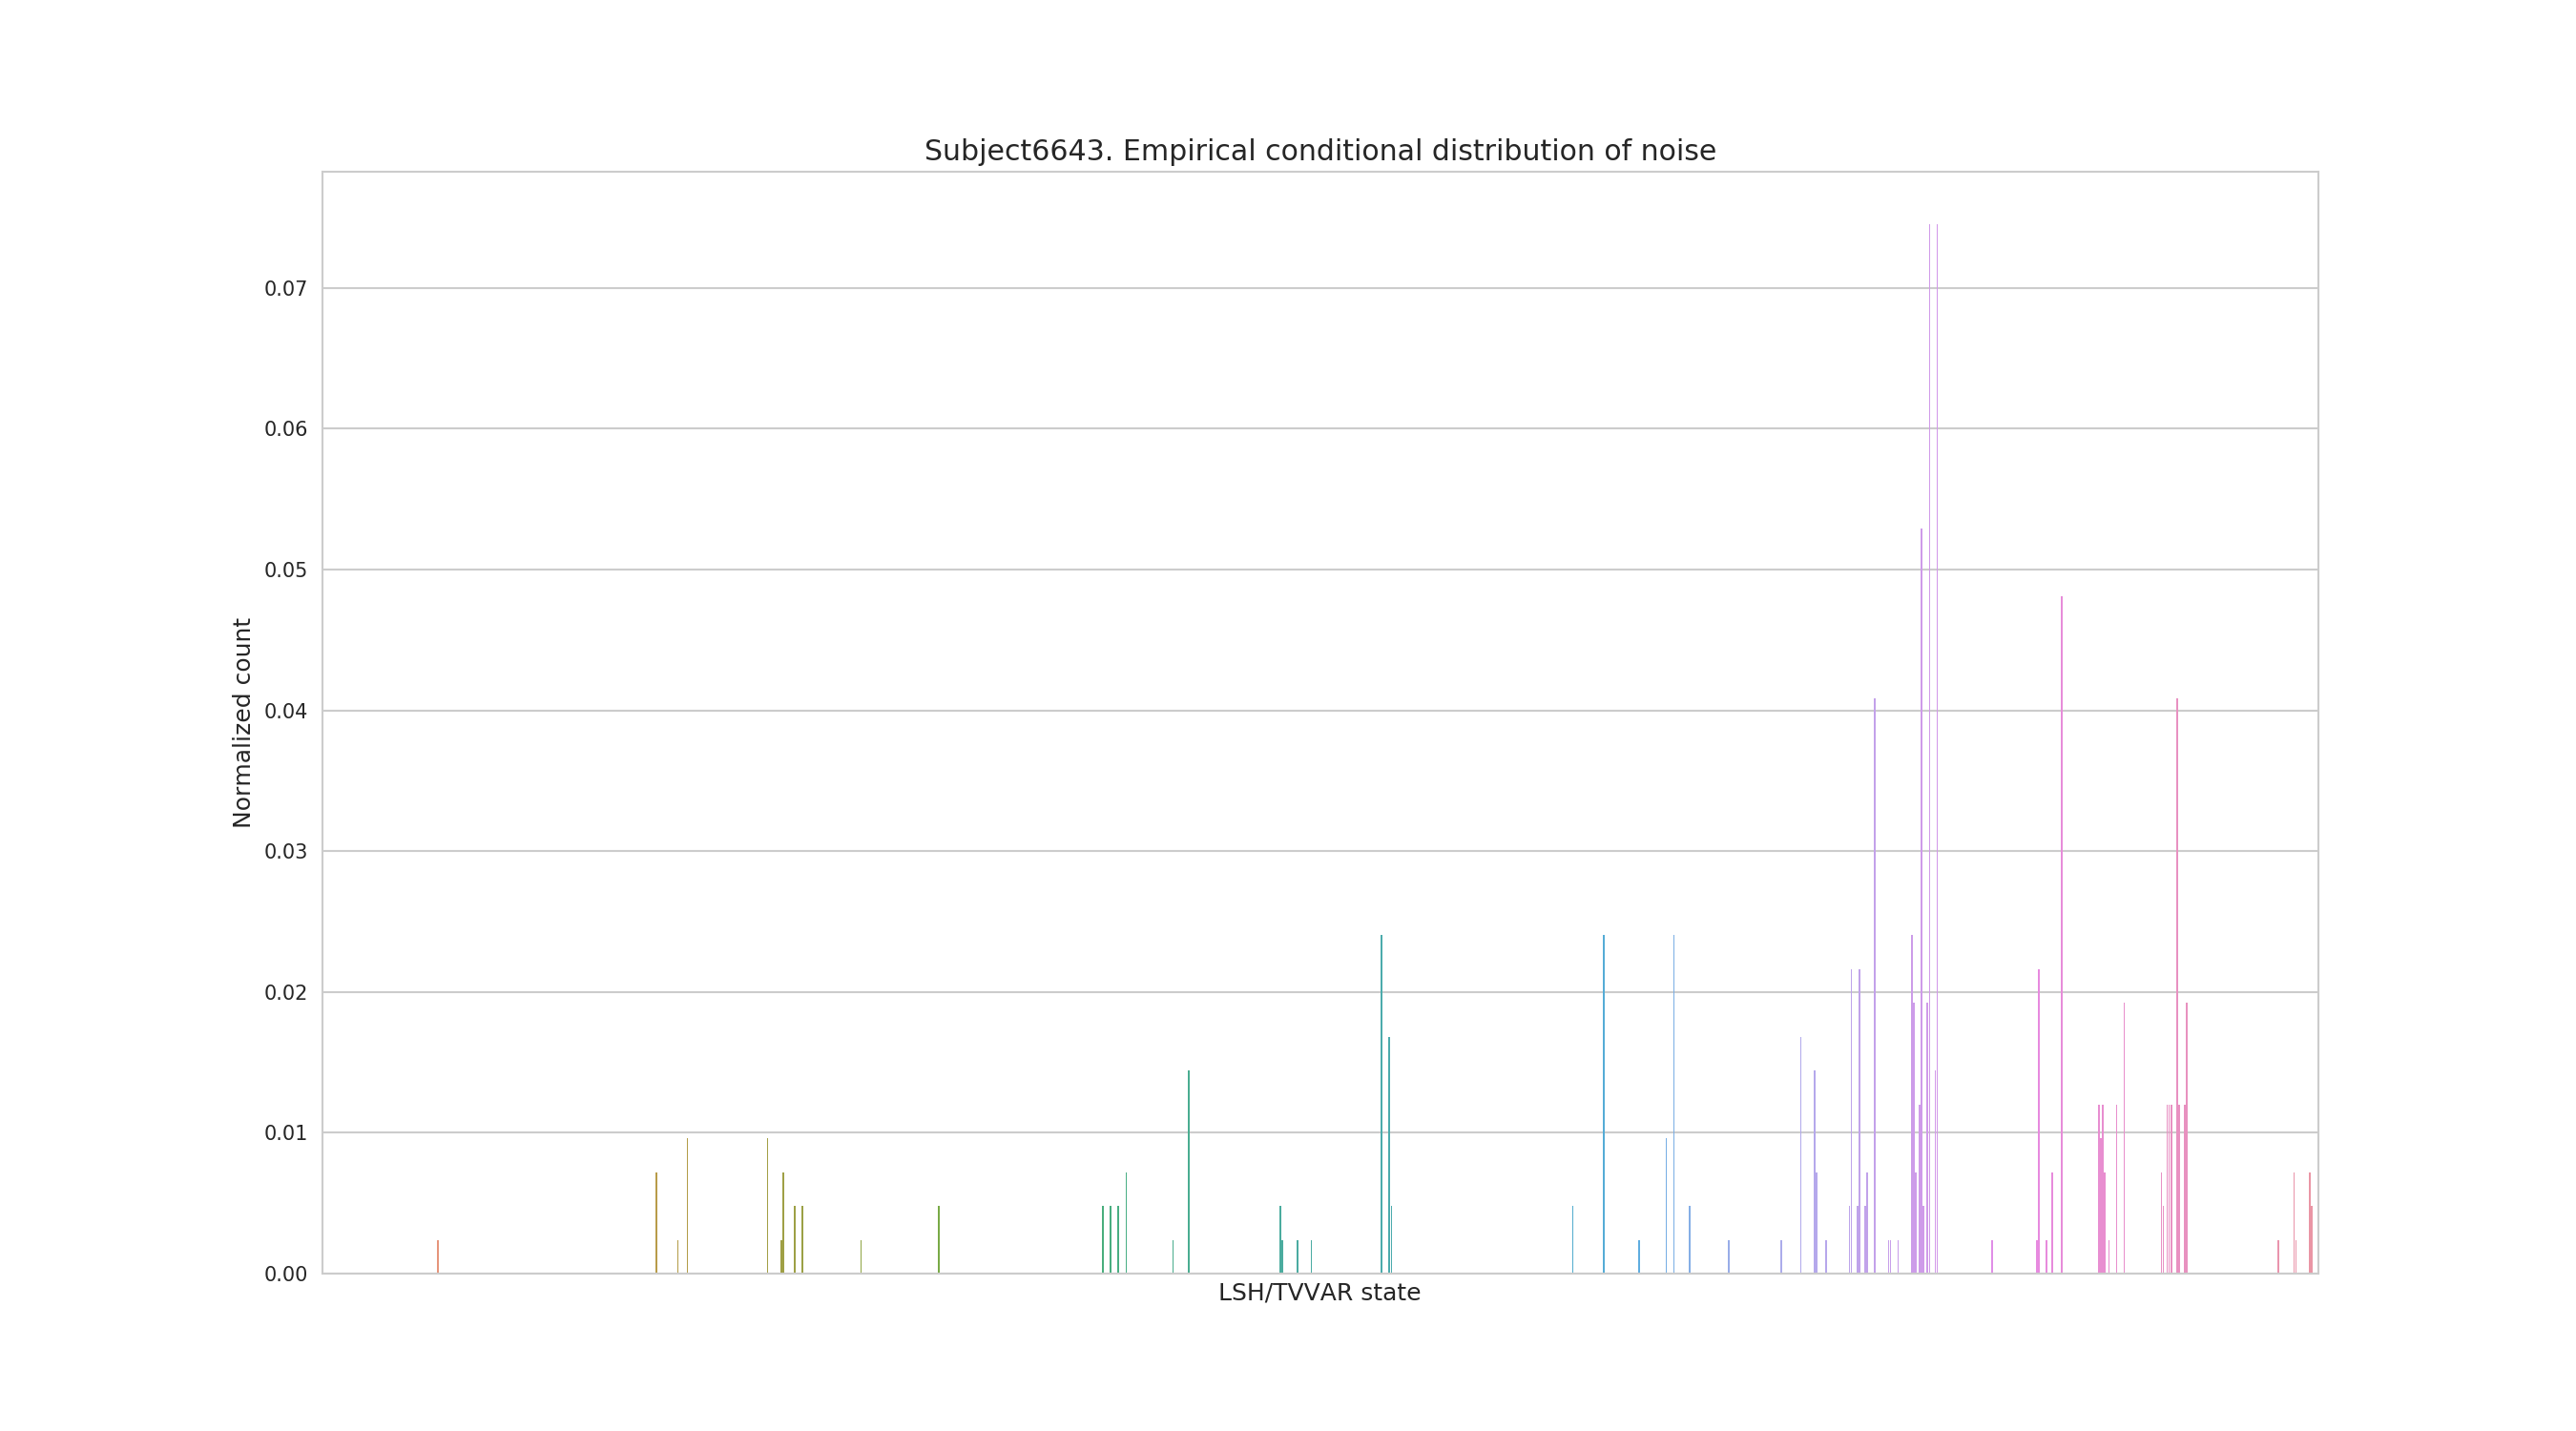 Subject6643. Empirical conditional distribution of noise
0.07
0.06
0.05
0.04
0.03
0.02
0.01
0.00
Normalized count
LSH/TVVAR state